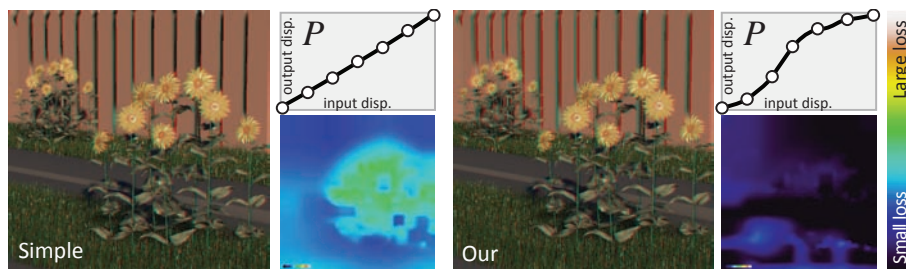 Simple
P
output disp.
input disp.
Our
P
output disp.
input disp.
Large loss
Small loss